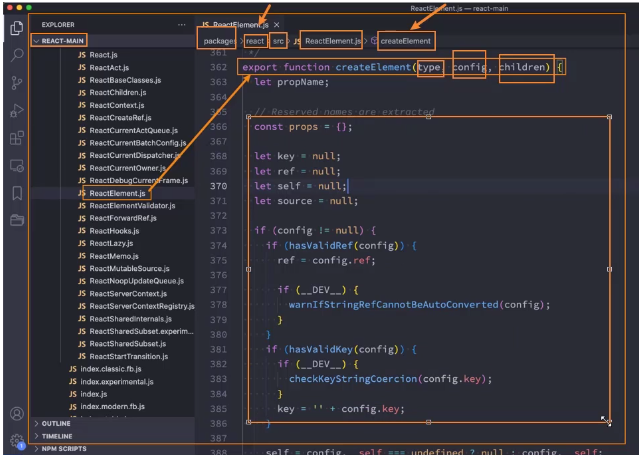 ReactElement.js — react-main
EXPLORER
JS ReactElement.js ×
REACT-MAIN
packages > react > src > JS ReactElement.js > createElement
JS React.js
JS ReactAct.js
JS ReactBaseClasses.js
JS ReactChildren.js
JS ReactContext.js
JS ReactCreateRef.js
JS ReactCurrentActQueue.js
JS ReactCurrentBatchConfig.js
JS ReactCurrentDispatcher.js
JS ReactCurrentOwner.js
JS ReactDebugCurrentFrame.js
JS ReactElement.js
JS ReactElementValidator.js
JS ReactForwardRef.js
JS ReactHooks.js
JS ReactLazy.js
JS ReactMemo.js
JS ReactMutableSource.js
JS ReactNoopUpdateQueue.js
JS ReactServerContext.js
JS ReactServerContextRegistry.js
JS ReactSharedInternals.js
JS ReactSharedSubset.experim...
JS ReactSharedSubset.js
JS ReactStartTransition.js
JS index.classic.fb.js
JS index.experimental.js
JS index.js
JS index.modern.fb.js
OUTLINE
TIMELINE
NPM SCRIPTS
1
361 */
362 export function createElement(type, config, children) {
363 let propName;
364
365 // Reserved names are extracted
366 const props = {};
367
368 let key = null;
369 let ref = null;
370 let self = null;
371 let source = null;
372
373 if (config != null) {
374 if (hasValidRef(config)) {
375 ref = config.ref;
376
377 if (__DEV__) {
378 warnIfStringRefCannotBeAutoConverted(config);
379 }
380 }
381 if (hasValidKey(config)) {
382 if (__DEV__) {
383 checkKeyStringCoercion(config.key);
384 }
385 key = '' + config.key;
386 }
387
388 self = config.__self === undefined ? null : config.__self;